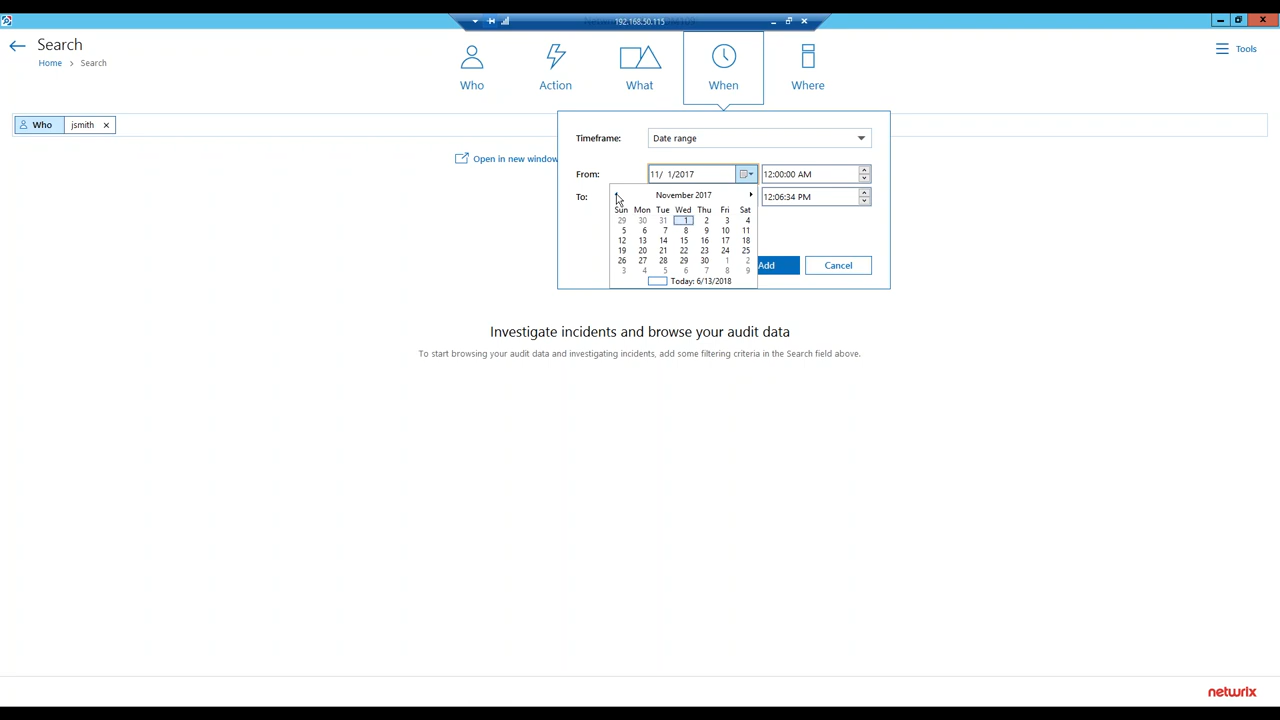 192.168.50.115
Search
Home > Search
Who
Action
What
When
Where
Tools
Who jsmith ×
Open in new window
Timeframe: Date range
From: 11/ 1/2017 12:00:00 AM
To: 12:06:34 PM
November 2017
Sun Mon Tue Wed Thu Fri Sat
29 30 31 1 2 3 4
5 6 7 8 9 10 11
12 13 14 15 16 17 18
19 20 21 22 23 24 25
26 27 28 29 30 1 2
3 4 5 6 7 8 9
Today: 6/13/2018
Add Cancel
Investigate incidents and browse your audit data
To start browsing your audit data and investigating incidents, add some filtering criteria in the Search field above.
netwrix